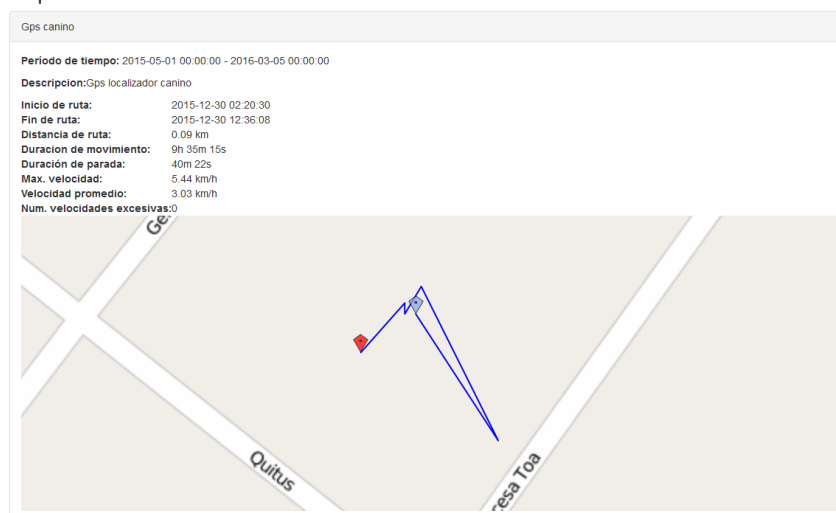 Gps canino
Período de tiempo: 2015-05-01 00:00:00 - 2016-03-05 00:00:00
Descripcion:Gps localizador canino
Inicio de ruta: 2015-12-30 02:20:30
Fin de ruta: 2015-12-30 12:36:08
Distancia de ruta: 0.09 km
Duracion de movimiento: 9h 35m 15s
Duración de parada: 40m 22s
Max. velocidad: 5.44 km/h
Velocidad promedio: 3.03 km/h
Num. velocidades excesivas:0
Quitus
Toa